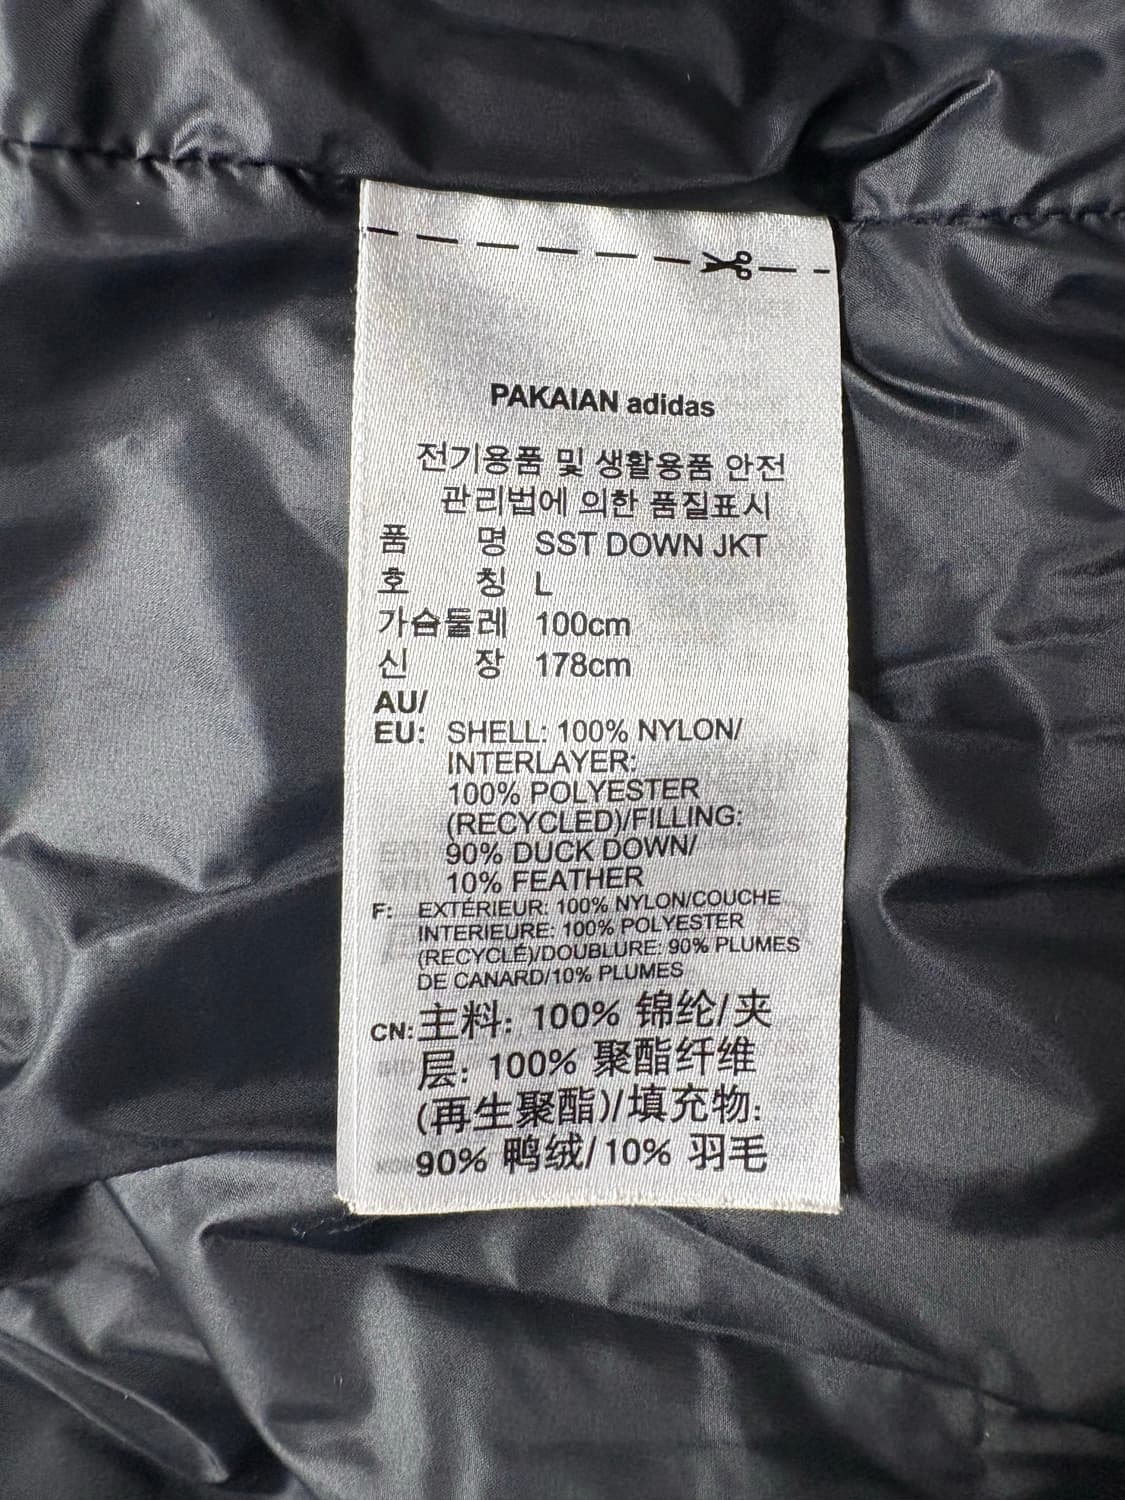 PAKAIAN adidas
전기용품 및 생활용품 안전
관리법에 의한 품질표시
품 명 SST DOWN JKT
호 칭 L
가슴둘레 100cm
신 장 178cm
AU/
EU: SHELL: 100% NYLON/
INTERLAYER:
100% POLYESTER
(RECYCLED)/FILLING:
90% DUCK DOWN/
10% FEATHER
F: EXTÉRIEUR: 100% NYLON/COUCHE
INTERIEURE: 100% POLYESTER
(RECYCLÉ)/DOUBLURE: 90% PLUMES
DE CANARD/10% PLUMES
CN: 主料: 100% 锦纶/夹
层: 100% 聚酯纤维
(再生聚酯)/填充物:
90% 鸭绒/10% 羽毛